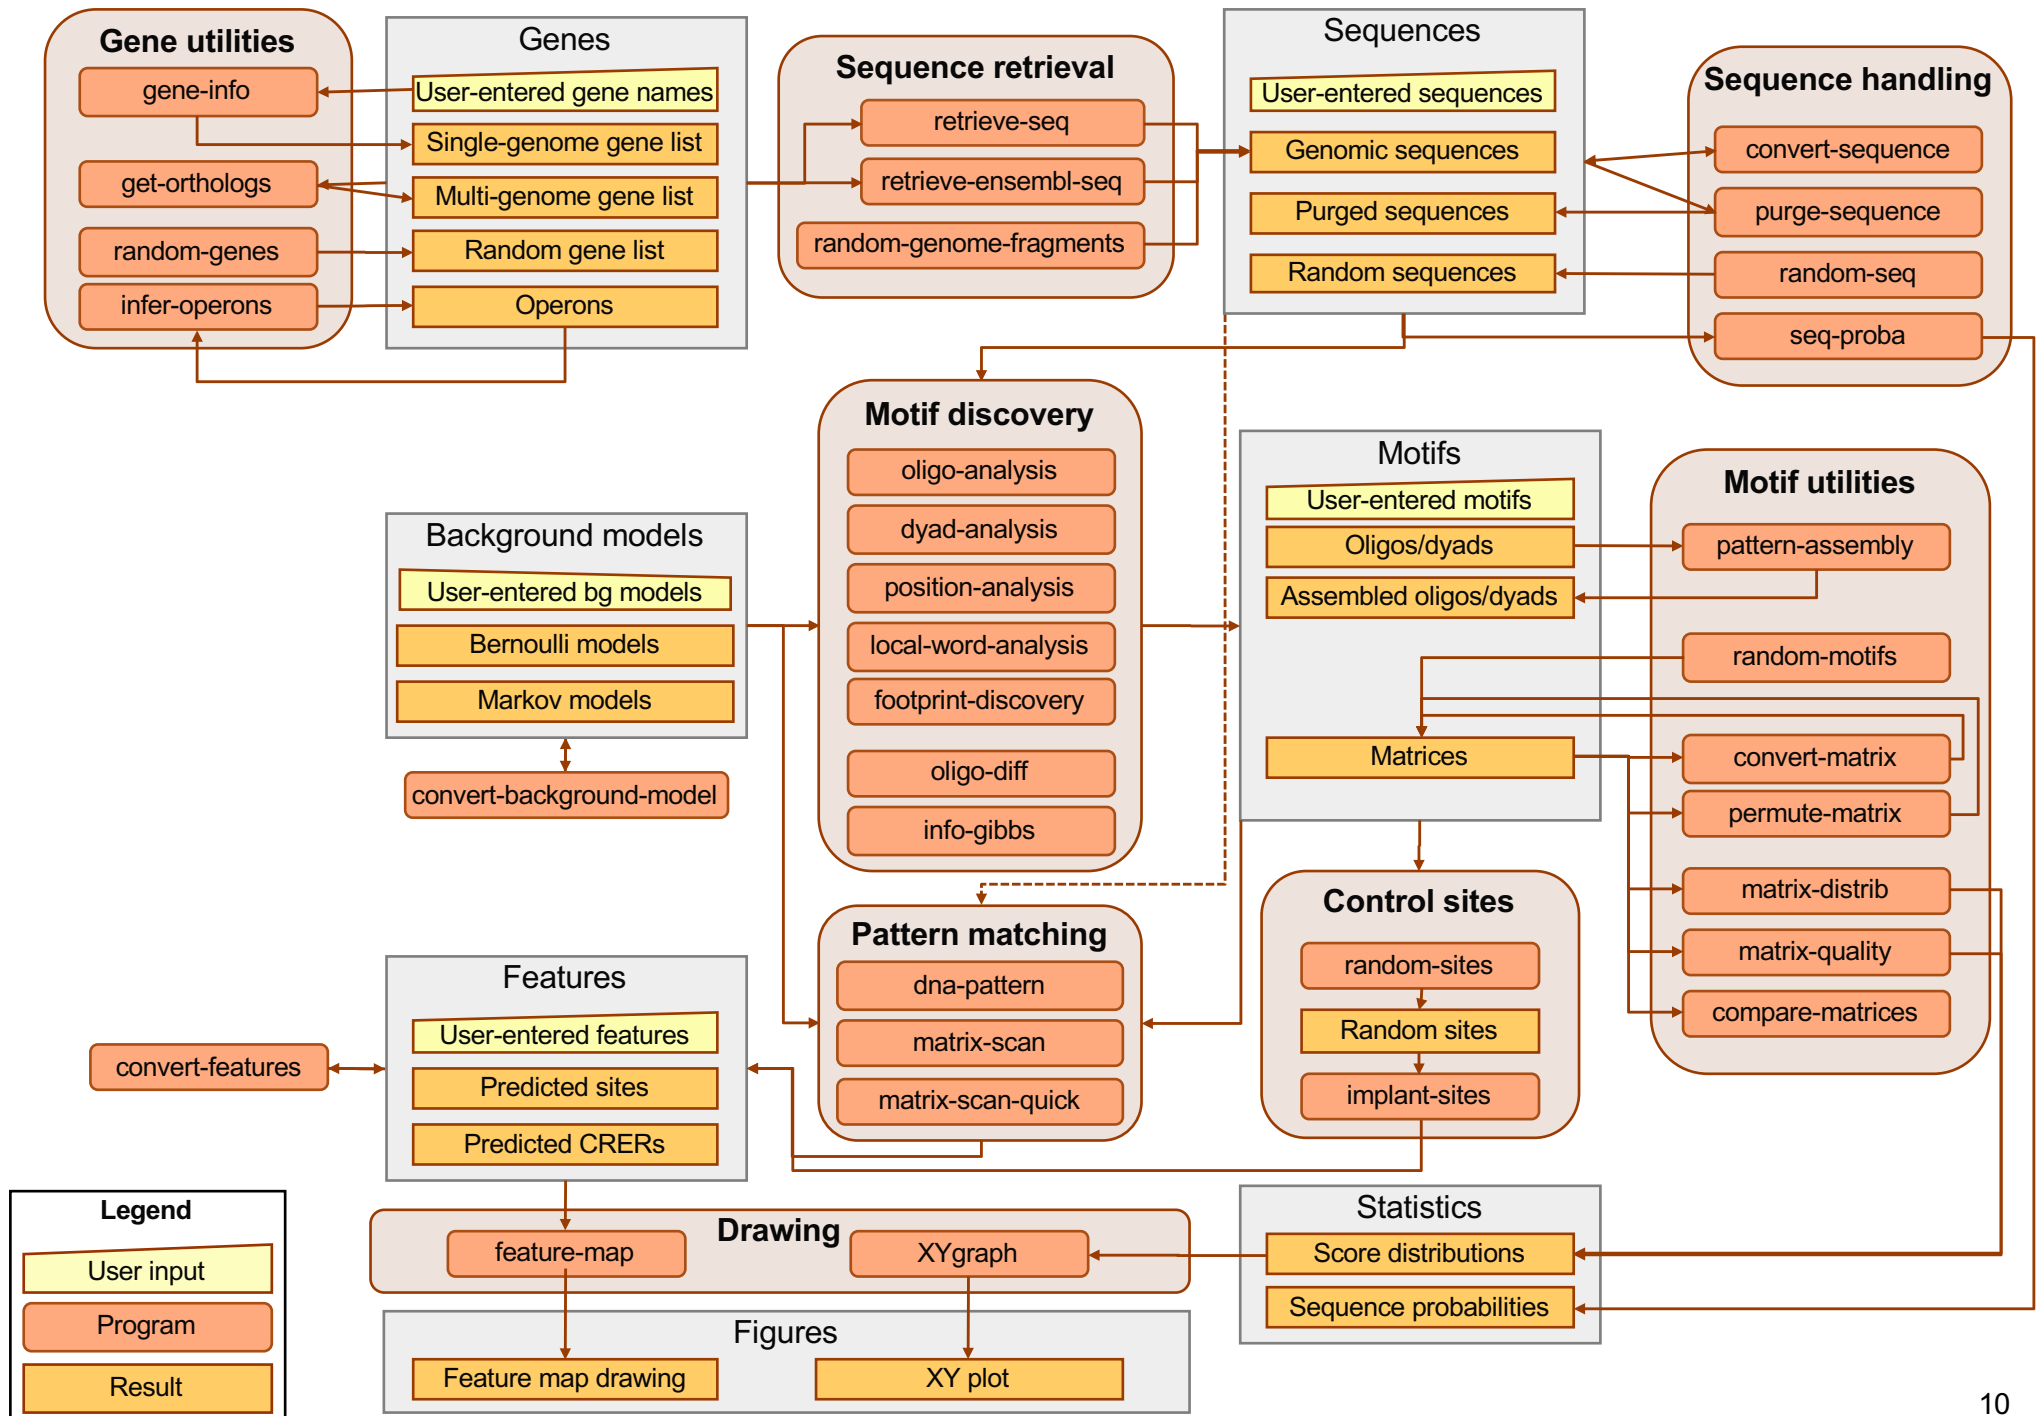 Gene utilities
gene-info
get-orthologs
random-genes
infer-operons
Genes
User-entered gene names
Single-genome gene list
Multi-genome gene list
Random gene list
Operons
Sequence retrieval
retrieve-seq
retrieve-ensembl-seq
random-genome-fragments
Sequences
User-entered sequences
Genomic sequences
Purged sequences
Random sequences
Sequence handling
convert-sequence
purge-sequence
random-seq
seq-proba
Motif discovery
oligo-analysis
dyad-analysis
position-analysis
local-word-analysis
footprint-discovery
oligo-diff
info-gibbs
Background models
User-entered bg models
Bernoulli models
Markov models
convert-background-model
Motifs
User-entered motifs
Oligos/dyads
Assembled oligos/dyads
Matrices
Motif utilities
pattern-assembly
random-motifs
convert-matrix
permute-matrix
matrix-distrib
matrix-quality
compare-matrices
Pattern matching
dna-pattern
matrix-scan
matrix-scan-quick
Control sites
random-sites
Random sites
implant-sites
Features
User-entered features
Predicted sites
Predicted CRERs
convert-features
Drawing
feature-map
XYgraph
Statistics
Score distributions
Sequence probabilities
Figures
Feature map drawing
XY plot
Legend
User input
Program
Result
10